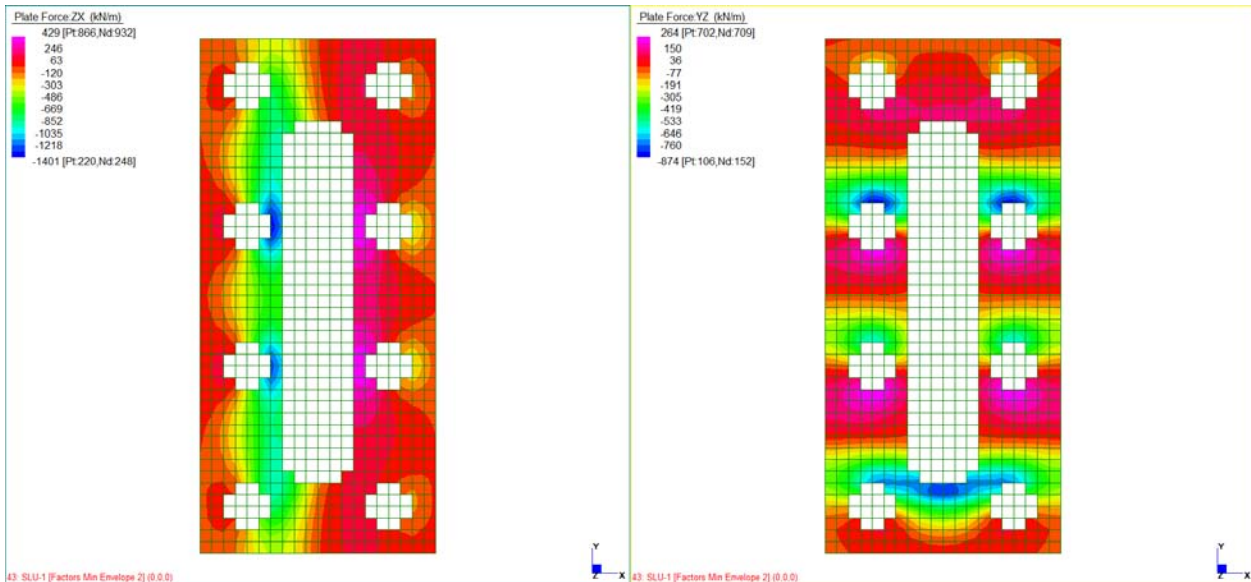 Plate Force:ZX (kN/m)
429 [Pt:866,Nd:932]
246
63
-120
-303
-486
-669
-852
-1035
-1218
-1401 [Pt:220,Nd:248]
Y
Z X
43: SLU-1 [Factors Min Envelope 2] (0,0,0)
Plate Force:YZ (kN/m)
264 [Pt:702,Nd:709]
150
36
-77
-191
-305
-419
-533
-646
-760
-874 [Pt:106,Nd:152]
Y
Z X
43: SLU-1 [Factors Min Envelope 2] (0,0,0)